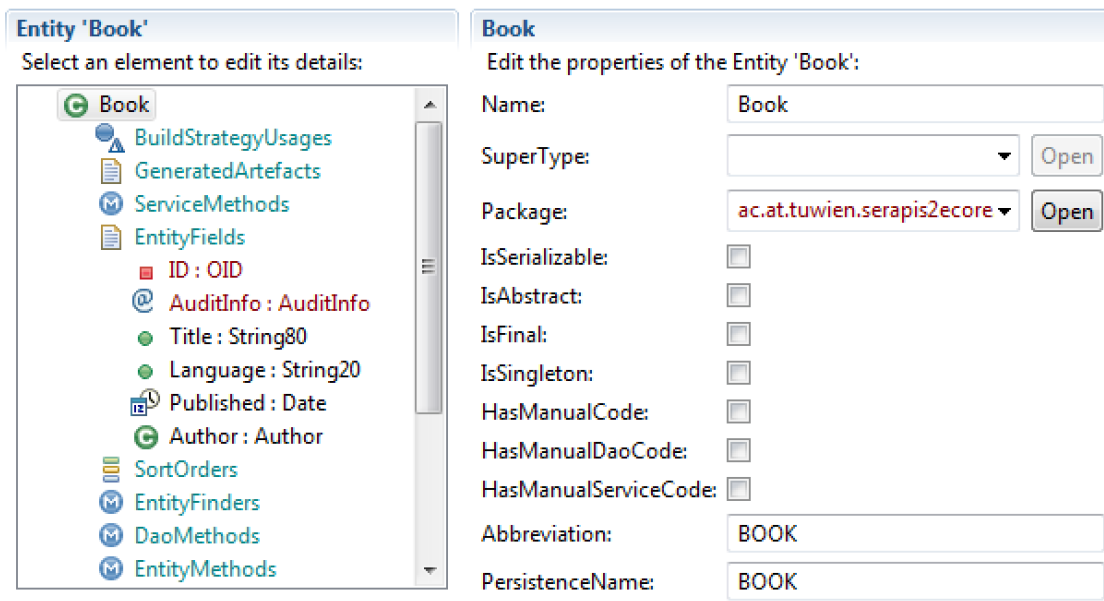 Entity 'Book'
Select an element to edit its details:
Book
BuildStrategyUsages
GeneratedArtefacts
ServiceMethods
EntityFields
ID : OID
AuditInfo : AuditInfo
Title : String80
Language : String20
Published : Date
Author : Author
SortOrders
EntityFinders
DaoMethods
EntityMethods
Book
Edit the properties of the Entity 'Book':
Name: Book
SuperType: Open
Package: ac.at.tuwien.serapis2ecore Open
IsSerializable:
IsAbstract:
IsFinal:
IsSingleton:
HasManualCode:
HasManualDaoCode:
HasManualServiceCode:
Abbreviation: BOOK
PersistenceName: BOOK